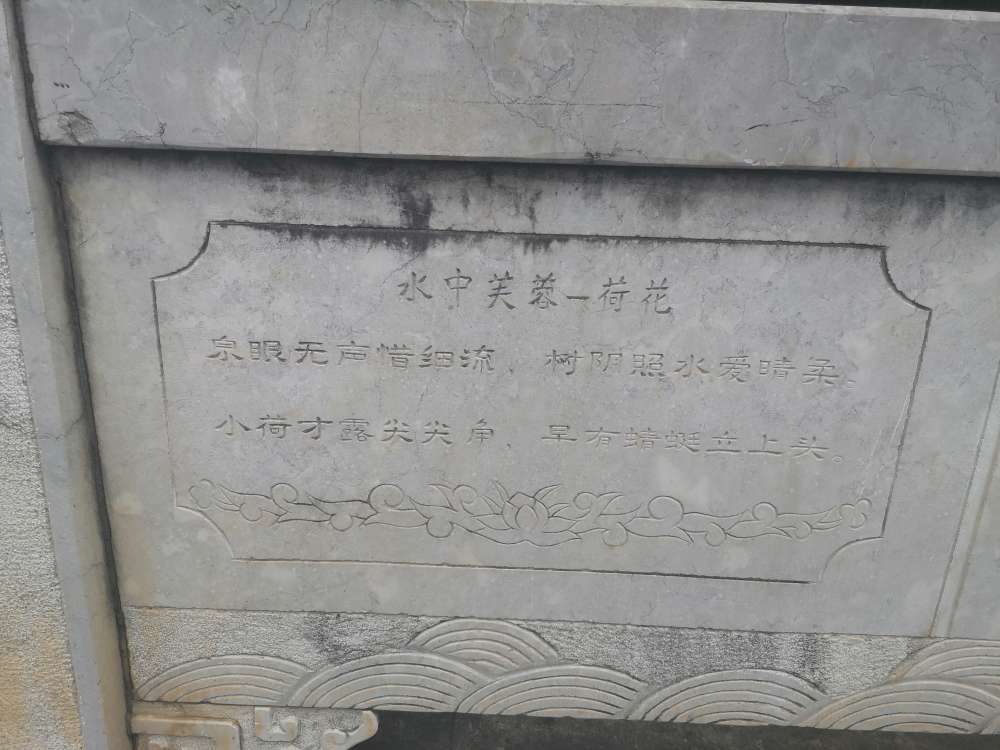 水中芙蓉—荷花
泉眼无声惜细流、树阴照水爱晴柔。
小荷才露尖尖角、早有蜻蜓立上头。